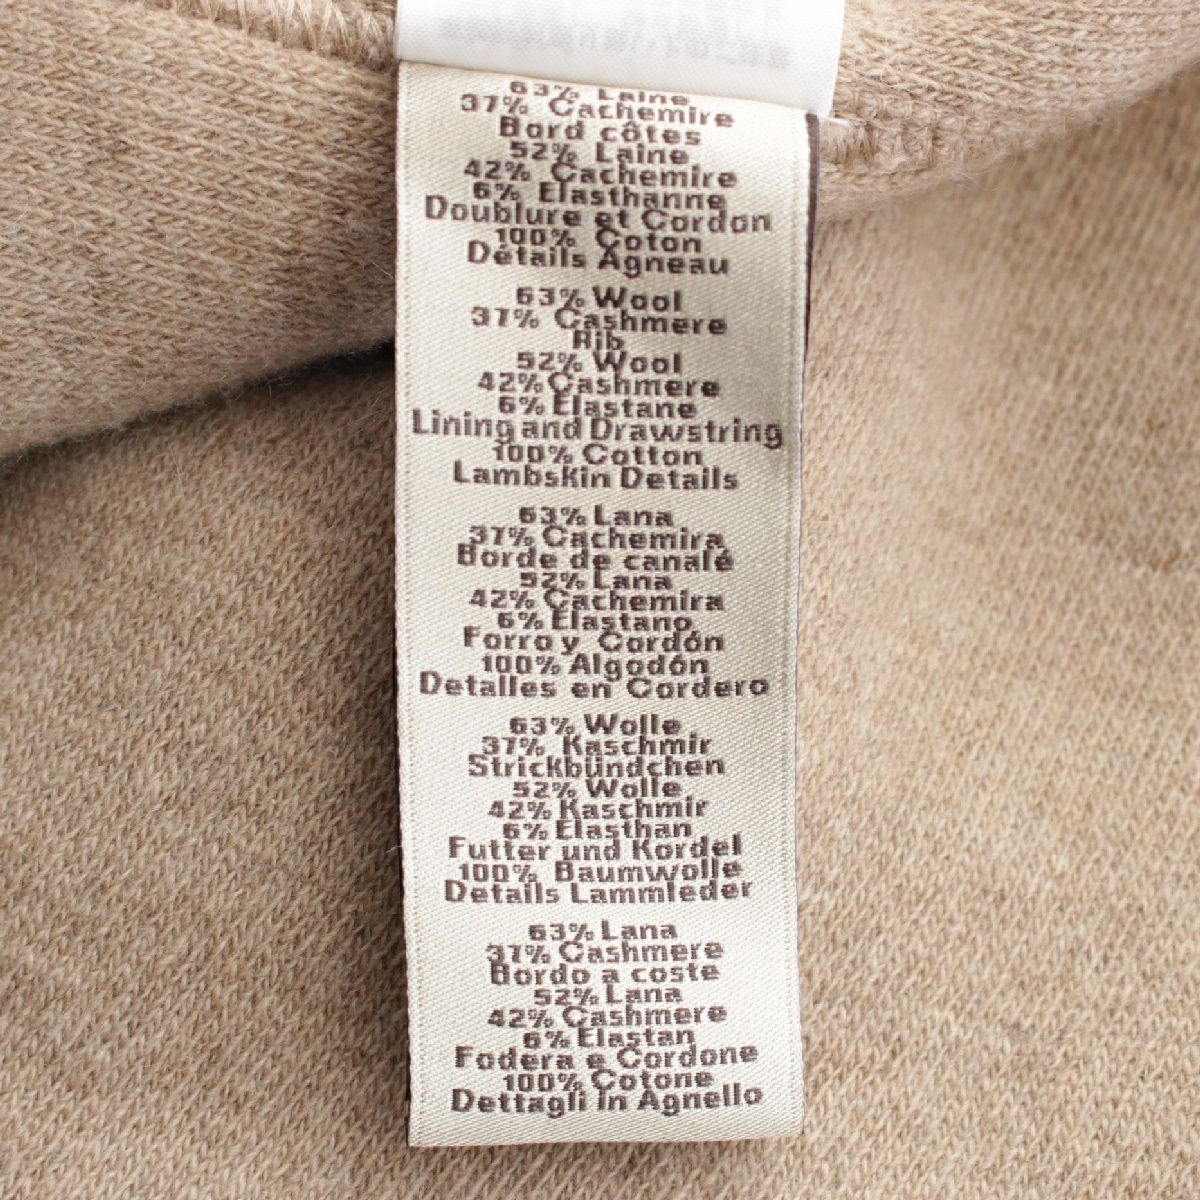 63% Laine
37% Cachemire
Bord côtes
52% Laine
42% Cachemire
6% Elasthanne
Doublure et Cordon
100% Coton
Détails Agneau
63% Wool
37% Cashmere
Rib
52% Wool
42% Cashmere
6% Elastane
Lining and Drawstring
100% Cotton
Lambskin Details
63% Lana
37% Cachemira
Borde de canalé
52% Lana
42% Cachemira
6% Elastano
Forro y Cordón
100% Algodón
Detalles en Cordero
63% Wolle
37% Kaschmir
Strickbündchen
52% Wolle
42% Kaschmir
6% Elasthan
Futter und Kordel
100% Baumwolle
Details Lammleder
63% Lana
37% Cashmere
Bordo a coste
52% Lana
42% Cashmere
6% Elastan
Fodera e Cordone
100% Cotone
Dettagli in Agnello